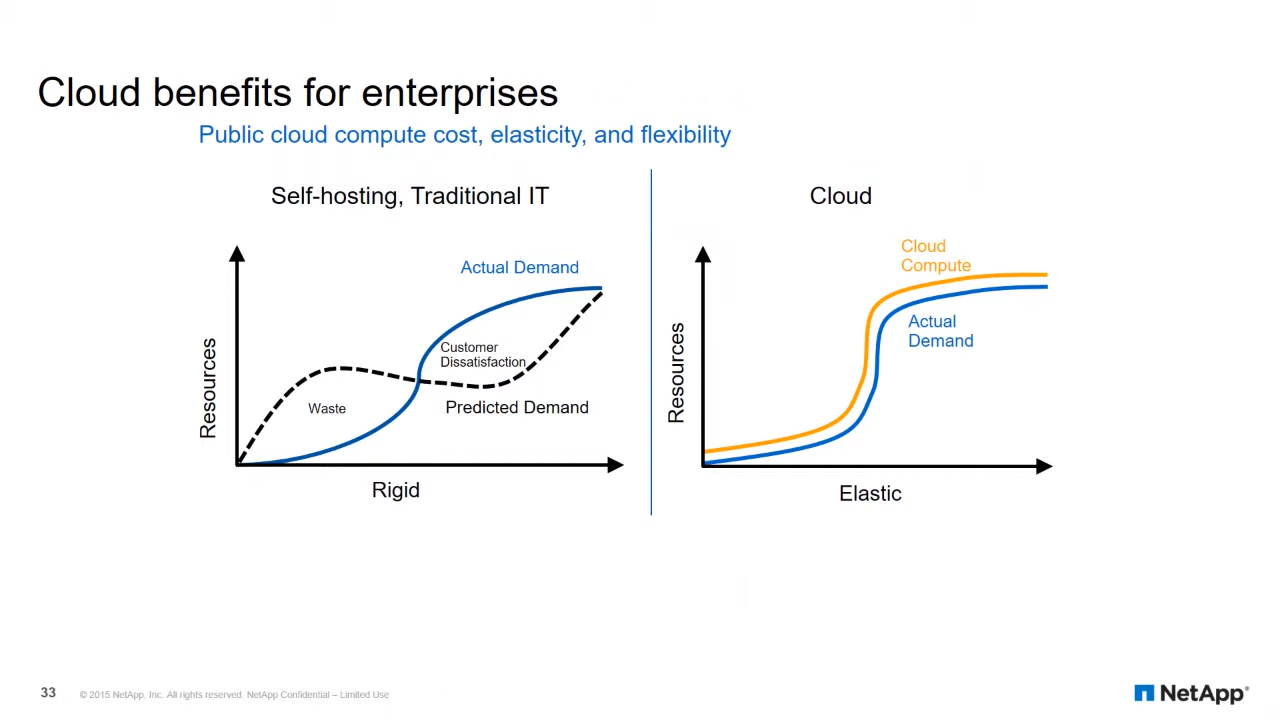 Cloud benefits for enterprises
Public cloud compute cost, elasticity, and flexibility
Self-hosting, Traditional IT
Actual Demand
Customer
Dissatisfaction
Waste
Predicted Demand
Resources
Rigid
Cloud
Cloud
Compute
Actual
Demand
Resources
Elastic
33
© 2015 NetApp, Inc. All rights reserved. NetApp Confidential – Limited Use
NetApp®